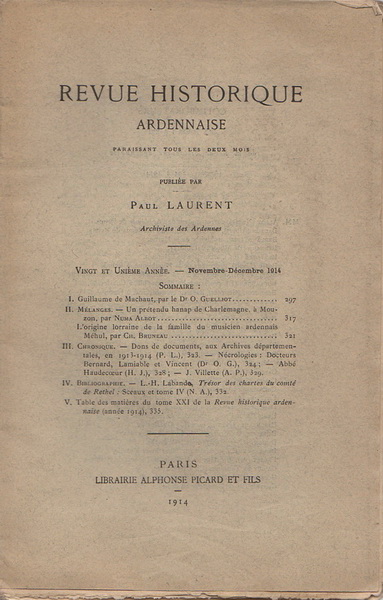 REVUE HISTORIQUE
ARDENNAISE
PARAISSANT TOUS LES DEUX MOIS
PUBLIÉE PAR
PAUL LAURENT
Archiviste des Ardennes
VINGT ET UNIÈME ANNÉE. — Novembre-Décembre 1914
SOMMAIRE :
I. Guillaume de Machaut, par le Dr O. GUELLIOT............ 297
II. MÉLANGES. — Un prétendu hanap de Charlemagne, à Mou-
zon, par NUMA ALBOT............ 317
L'origine lorraine de la famille du musicien ardennais
Méhul, par CH. BRUNEAU............ 321
III. CHRONIQUE. — Dons de documents, aux Archives départemen-
tales, en 1913-1914 (P. L.), 323. — Nécrologies : Docteurs
Bernard, Lamiable et Vincent (Dr O. G.), 324; — Abbé
Haudecœur (H. J.), 328; — J. Villette (A. P.), 329.
IV. BIBLIOGRAPHIE. — L.-H. Labande, Trésor des chartes du comté
de Rethel : Sceaux et tome IV (N. A.), 332.
V. Table des matières du tome XXI de la Revue historique arden-
naise (année 1914), 335.
PARIS
LIBRAIRIE ALPHONSE PICARD ET FILS
1914